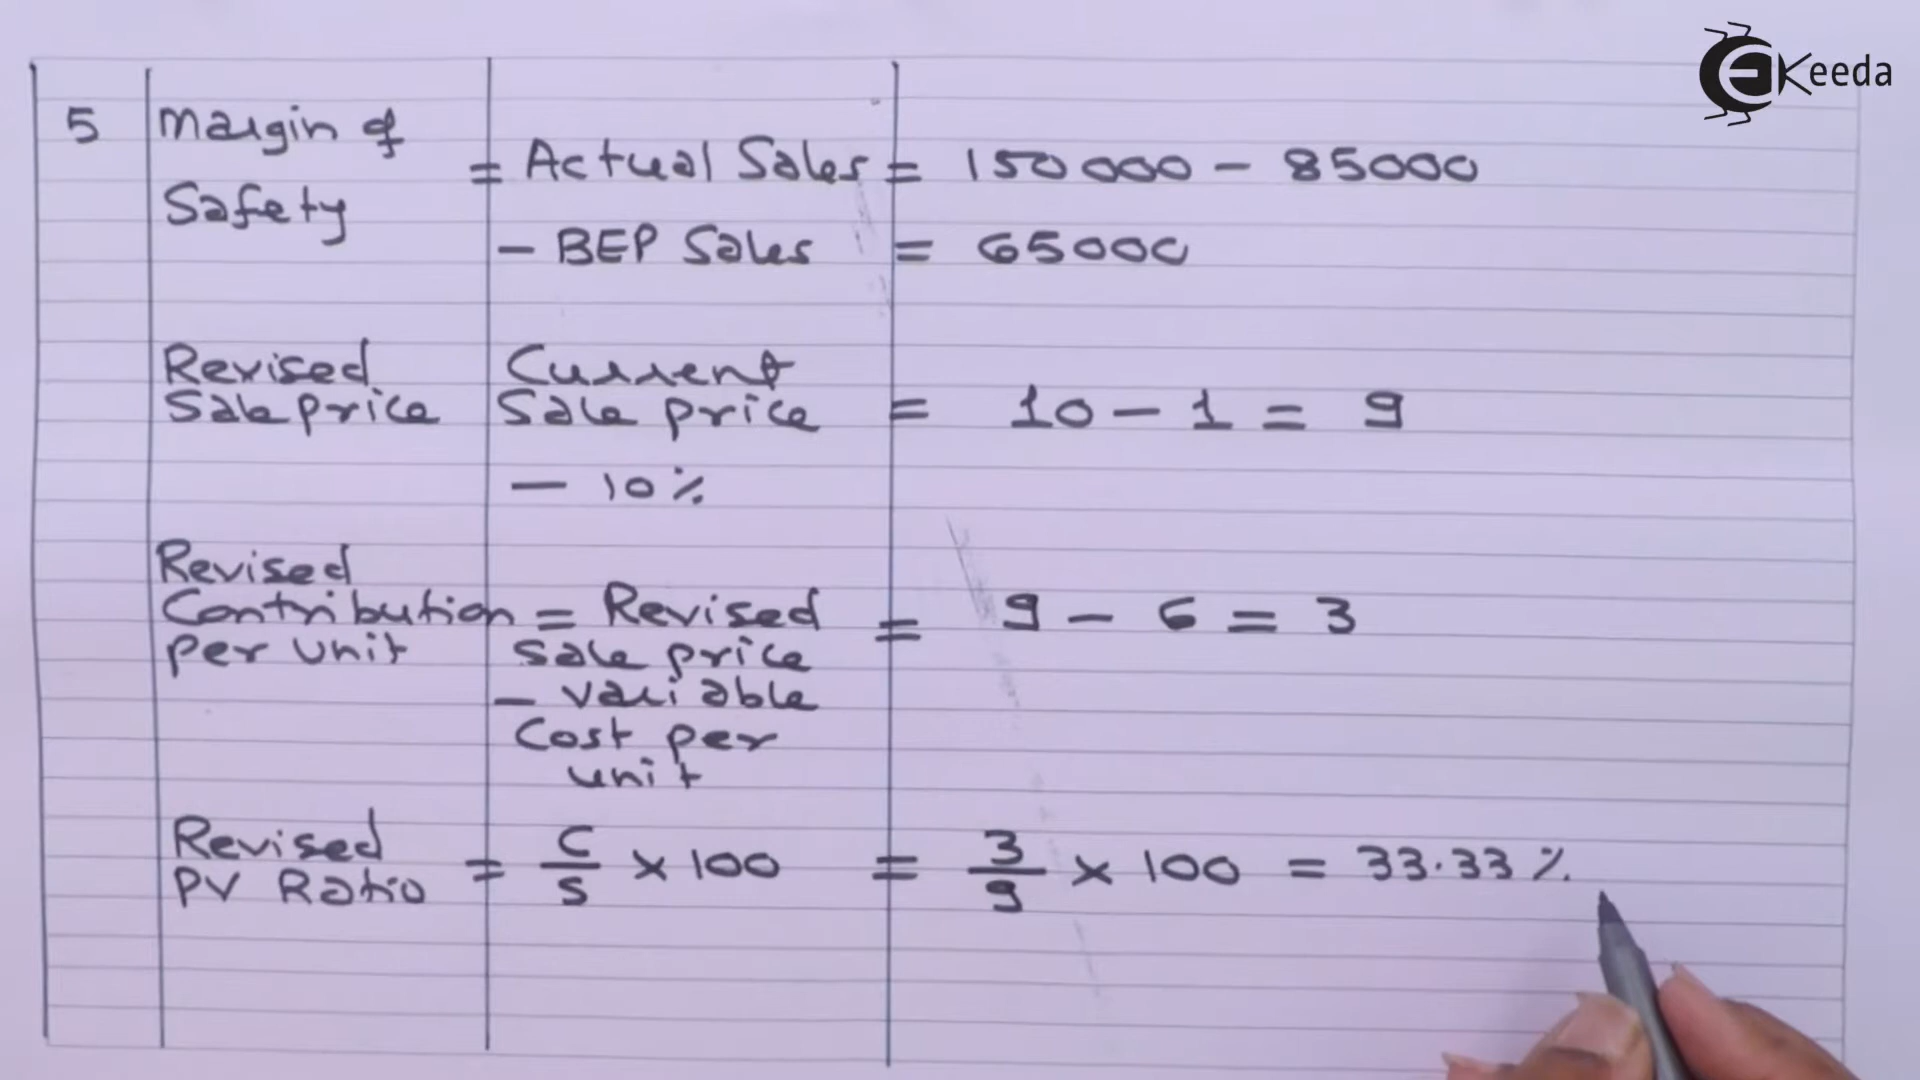 EKeeda
5 Margin of Safety = Actual Sales = 150000 - 85000
- BEP Sales = 65000
Revised Sale price Current Sale price = 10 - 1 = 9
- 10%
Revised Contribution per unit = Revised sale price = 9 - 6 = 3
- variable cost per unit
Revised PV Ratio = C/S x 100 = 3/9 x 100 = 33.33 %